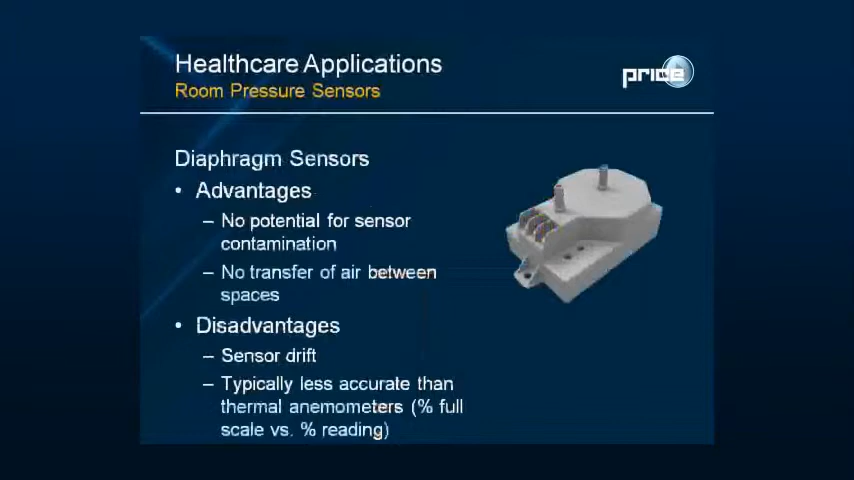 Healthcare Applications
Room Pressure Sensors
price
Diaphragm Sensors
• Advantages
– No potential for sensor
contamination
– No transfer of air between
spaces
• Disadvantages
– Sensor drift
– Typically less accurate than
thermal anemometers (% full
scale vs. % reading)